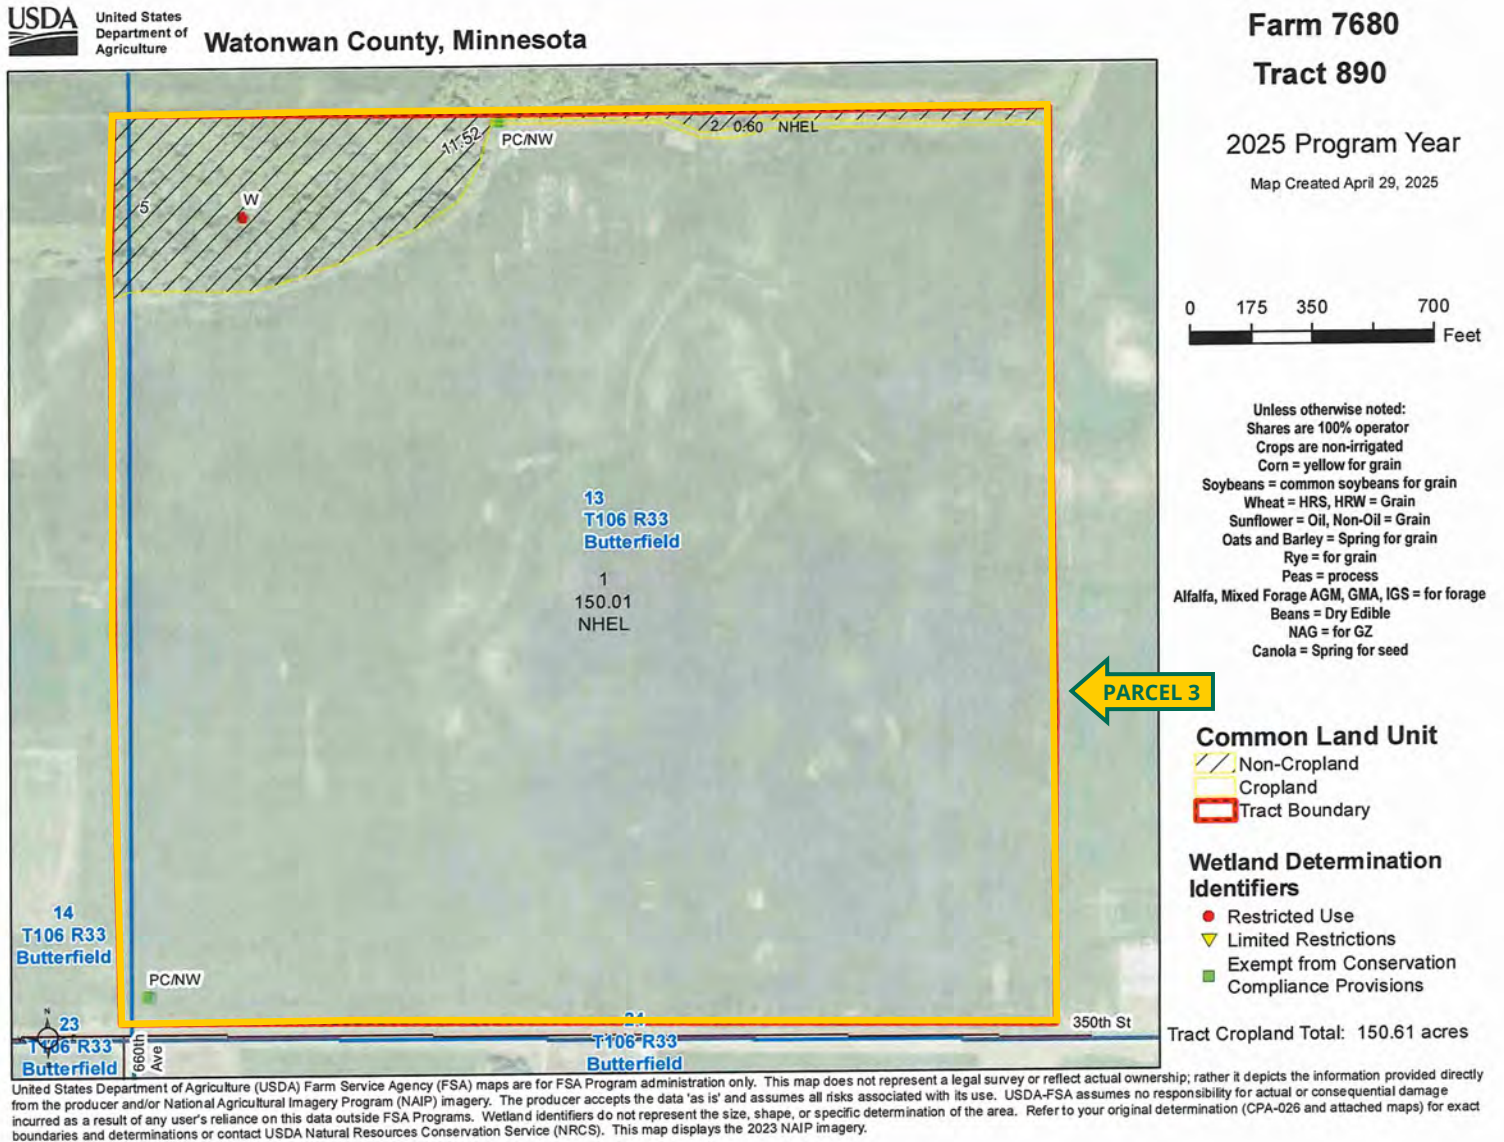 USDA
United States
Department of
Agriculture
Watonwan County, Minnesota
Farm 7680
Tract 890
2025 Program Year
Map Created April 29, 2025
11.52
PC/NW
2 0.60 NHEL
W
5
0 175 350 700
Feet
Unless otherwise noted:
Shares are 100% operator
Crops are non-irrigated
Corn = yellow for grain
Soybeans = common soybeans for grain
Wheat = HRS, HRW = Grain
Sunflower = Oil, Non-Oil = Grain
Oats and Barley = Spring for grain
Rye = for grain
Peas = process
Alfalfa, Mixed Forage AGM, GMA, IGS = for forage
Beans = Dry Edible
NAG = for GZ
Canola = Spring for seed
13
T106 R33
Butterfield
1
150.01
NHEL
PARCEL 3
Common Land Unit
Non-Cropland
Cropland
Tract Boundary
Wetland Determination
Identifiers
Restricted Use
Limited Restrictions
Exempt from Conservation
Compliance Provisions
Tract Cropland Total: 150.61 acres
14
T106 R33
Butterfield
PC/NW
N
23
T106 R33
Butterfield
660th
Ave
24
T106 R33
Butterfield
350th St
United States Department of Agriculture (USDA) Farm Service Agency (FSA) maps are for FSA Program administration only. This map does not represent a legal survey or reflect actual ownership; rather it depicts the information provided directly
from the producer and/or National Agricultural Imagery Program (NAIP) imagery. The producer accepts the data 'as is' and assumes all risks associated with its use. USDA-FSA assumes no responsibility for actual or consequential damage
incurred as a result of any user's reliance on this data outside FSA Programs. Wetland identifiers do not represent the size, shape, or specific determination of the area. Refer to your original determination (CPA-026 and attached maps) for exact
boundaries and determinations or contact USDA Natural Resources Conservation Service (NRCS). This map displays the 2023 NAIP imagery.